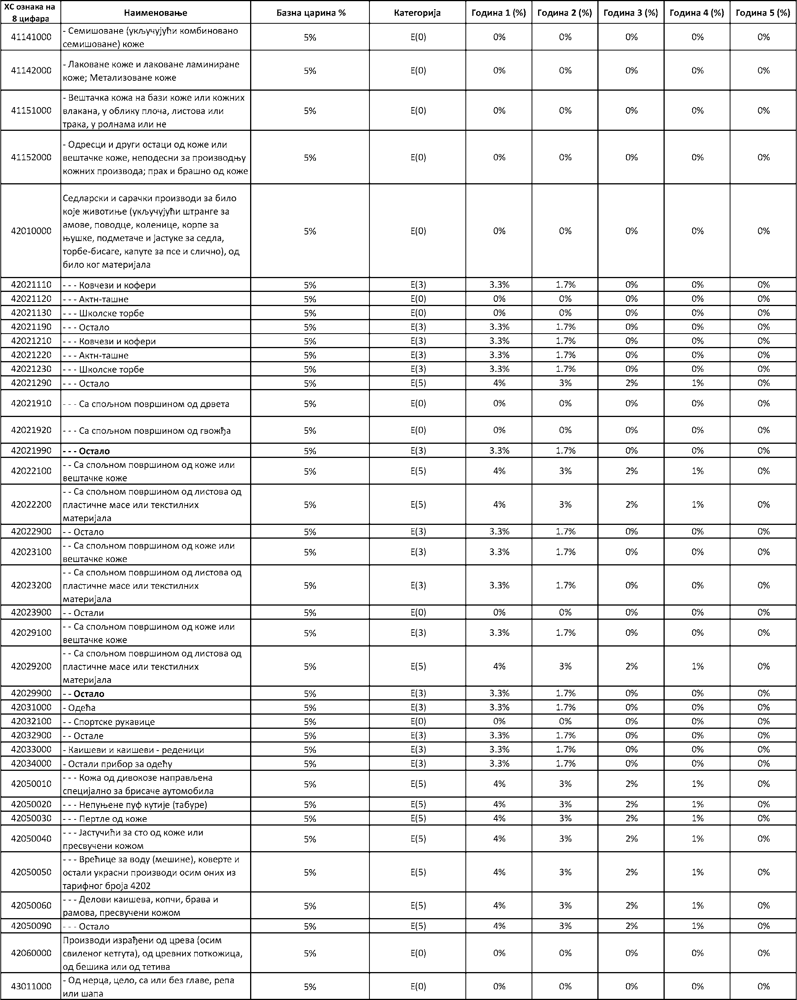 ХС ознака на 8 цифара Наименовање Базна царина % Категорија Година 1 (%) Година 2 (%) Година 3 (%) Година 4 (%) Година 5 (%)
41141000 - Семишоване (укључујући комбиновано
семишоване) коже 5% E(0) 0% 0% 0% 0% 0%
41142000 - Лаковане коже и лаковане ламиниране
коже; Метализоване коже 5% E(0) 0% 0% 0% 0% 0%
41151000 - Вештачка кожа на бази коже или кожних
влакана, у облику плоча, листова или
трака, у ролнама или не 5% E(0) 0% 0% 0% 0% 0%
41152000 - Одресци и други остаци од коже или
вештачке коже, неподесни за производњу
кожних производа; прах и брашно од коже 5% E(0) 0% 0% 0% 0% 0%
42010000 Седларски и сарачки производи за било
које животиње (укључујући штранге за
амове, поводце, коленице, корпе за
њушке, подметаче и јастуке за седла,
торбе-бисаге, капуте за псе и слично), од
било ког материјала 5% E(0) 0% 0% 0% 0% 0%
42021110 - - - Ковчези и кофери 5% E(3) 3.3% 1.7% 0% 0% 0%
42021120 - - - Актн-ташне 5% E(0) 0% 0% 0% 0% 0%
42021130 - - - Школске торбе 5% E(0) 0% 0% 0% 0% 0%
42021190 - - - Остало 5% E(3) 3.3% 1.7% 0% 0% 0%
42021210 - - - Ковчези и кофери 5% E(3) 3.3% 1.7% 0% 0% 0%
42021220 - - - Актн-ташне 5% E(3) 3.3% 1.7% 0% 0% 0%
42021230 - - - Школске торбе 5% E(3) 3.3% 1.7% 0% 0% 0%
42021290 - - - Остало 5% E(5) 4% 3% 2% 1% 0%
42021910 - - - Са спољном површином од дрвета 5% E(0) 0% 0% 0% 0% 0%
42021920 - - - Са спољном површином од гвожђа 5% E(0) 0% 0% 0% 0% 0%
42021990 - - - Остало 5% E(3) 3.3% 1.7% 0% 0% 0%
42022100 - - Са спољном површином од коже или
вештачке коже 5% E(5) 4% 3% 2% 1% 0%
42022200 - - Са спољном површином од листова од
пластичне масе или текстилних
материјала 5% E(5) 4% 3% 2% 1% 0%
42022900 - - Остало 5% E(3) 3.3% 1.7% 0% 0% 0%
42023100 - - Са спољном површином од коже или
вештачке коже 5% E(3) 3.3% 1.7% 0% 0% 0%
42023200 - - Са спољном површином од листова од
пластичне масе или текстилних
материјала 5% E(3) 3.3% 1.7% 0% 0% 0%
42023900 - - Остали 5% E(0) 0% 0% 0% 0% 0%
42029100 - - Са спољном површином од коже или
вештачке коже 5% E(3) 3.3% 1.7% 0% 0% 0%
42029200 - - Са спољном површином од листова од
пластичне масе или текстилних
материјала 5% E(5) 4% 3% 2% 1% 0%
42029900 - - Остало 5% E(3) 3.3% 1.7% 0% 0% 0%
42031000 - Одећа 5% E(3) 3.3% 1.7% 0% 0% 0%
42032100 - - Спортске рукавице 5% E(0) 0% 0% 0% 0% 0%
42032900 - - Остале 5% E(3) 3.3% 1.7% 0% 0% 0%
42033000 - Каишеви и каишеви - реденици 5% E(3) 3.3% 1.7% 0% 0% 0%
42034000 - Остали прибор за одећу 5% E(3) 3.3% 1.7% 0% 0% 0%
42050010 - - - Кожа од дивокозе направљена
специјално за брисаче аутомобила 5% E(5) 4% 3% 2% 1% 0%
42050020 - - - Непуњене пуф кутије (табуре) 5% E(5) 4% 3% 2% 1% 0%
42050030 - - - Пертле од коже 5% E(5) 4% 3% 2% 1% 0%
42050040 - - - Јастучићи за сто од коже или
пресвучени кожом 5% E(5) 4% 3% 2% 1% 0%
42050050 - - - Врећице за воду (мешине), коверте и
остали украсни производи осим оних из
тарифног броја 4202 5% E(5) 4% 3% 2% 1% 0%
42050060 - - - Делови каишева, копчи, брава и
рамова, пресвучени кожом 5% E(5) 4% 3% 2% 1% 0%
42050090 - - - Остало 5% E(5) 4% 3% 2% 1% 0%
42060000 Производи израђени од црева (осим
свиленог кетгута), од цревних поткожица,
од бешика или од тетива 5% E(0) 0% 0% 0% 0% 0%
43011000 - Од нерца, цело, са или без главе, репа
или шапа 5% E(0) 0% 0% 0% 0% 0%